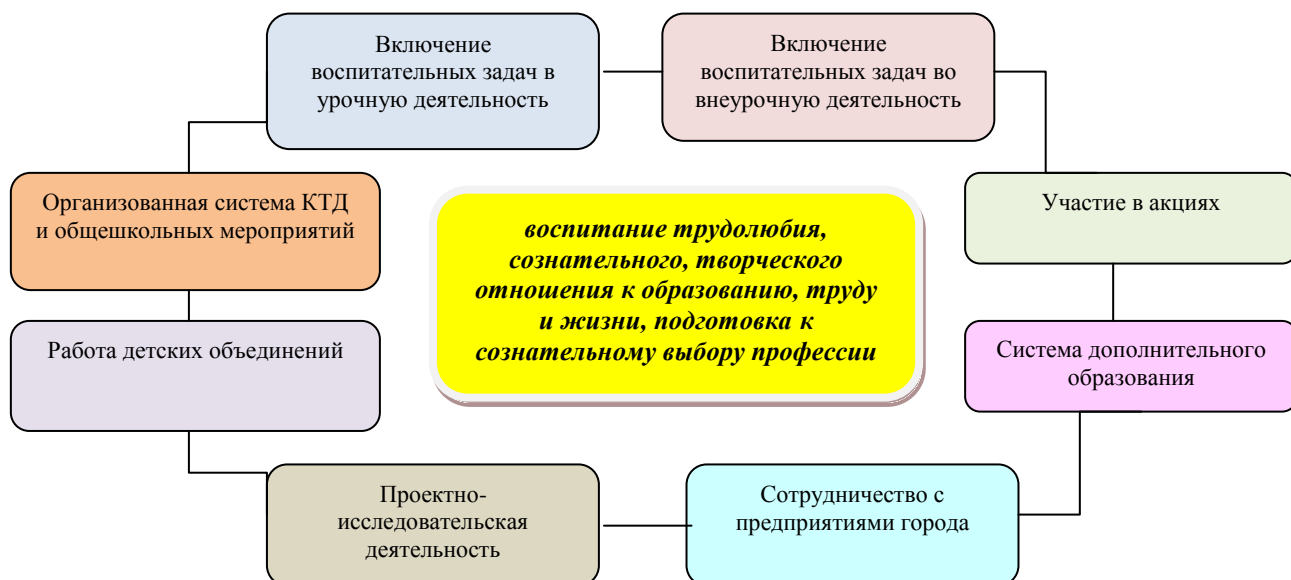 Включение
воспитательных задач в
урочную деятельность
Включение
воспитательных задач во
внеурочную деятельность
Организованная система КТД
и общешкольных мероприятий
воспитание трудолюбия,
сознательного, творческого
отношения к образованию, труду
и жизни, подготовка к
сознательному выбору профессии
Участие в акциях
Работа детских объединений
Система дополнительного
образования
Проектно-
исследовательская
деятельность
Сотрудничество с
предприятиями города